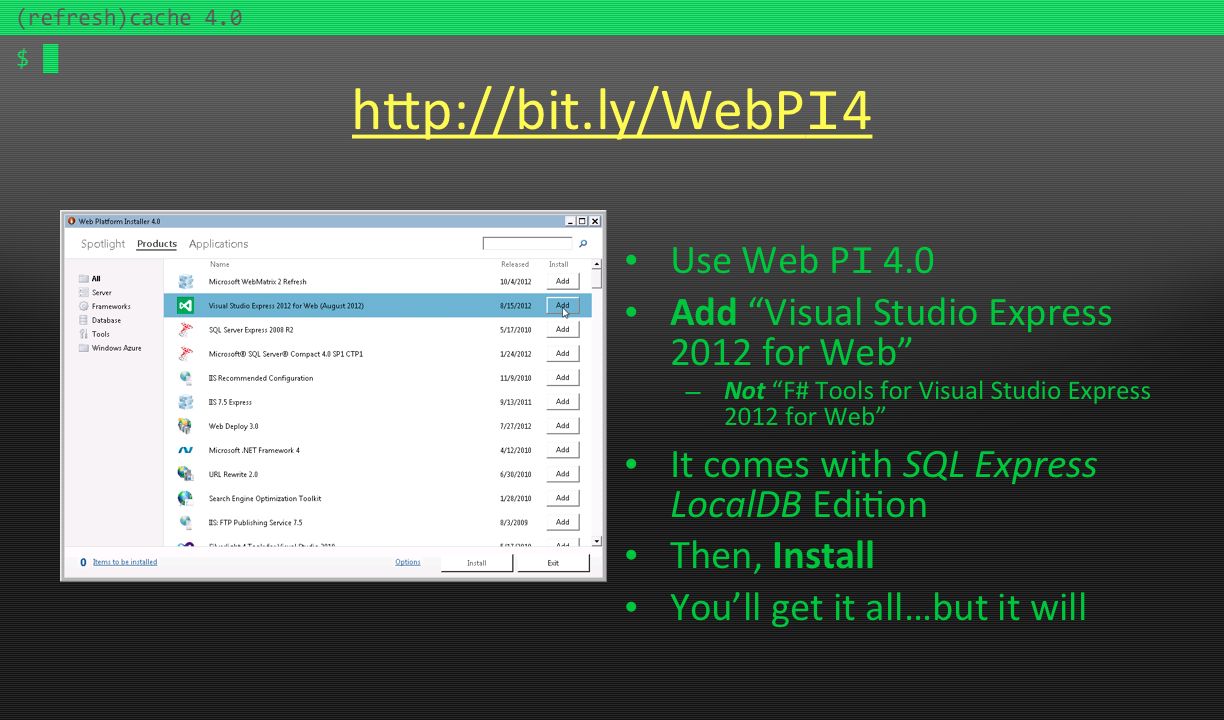 (refresh)cache 4.0
$
http://bit.ly/WebPI4
Web Platform Installer 4.0
Spotlight Products Applications
Name Released Install
All
Server
Frameworks
Database
Tools
Windows Azure
Microsoft WebMatrix 2 Refresh 10/4/2012 Add
Visual Studio Express 2012 for Web (August 2012) 8/15/2012 Add
SQL Server Express 2008 R2 5/17/2010 Add
Microsoft® SQL Server® Compact 4.0 SP1 CTP1 1/24/2012 Add
IIS Recommended Configuration 11/9/2010 Add
IIS 7.5 Express 9/13/2011 Add
Web Deploy 3.0 7/27/2012 Add
Microsoft .NET Framework 4 4/12/2010 Add
URL Rewrite 2.0 6/30/2010 Add
Search Engine Optimization Toolkit 1/28/2010 Add
IIS: FTP Publishing Service 7.5 8/3/2009 Add
0 Items to be installed Options Install Exit
• Use Web PI 4.0
• Add “Visual Studio Express
2012 for Web”
– Not “F# Tools for Visual Studio Express
2012 for Web”
• It comes with SQL Express
LocalDB Edition
• Then, Install
• You’ll get it all…but it will